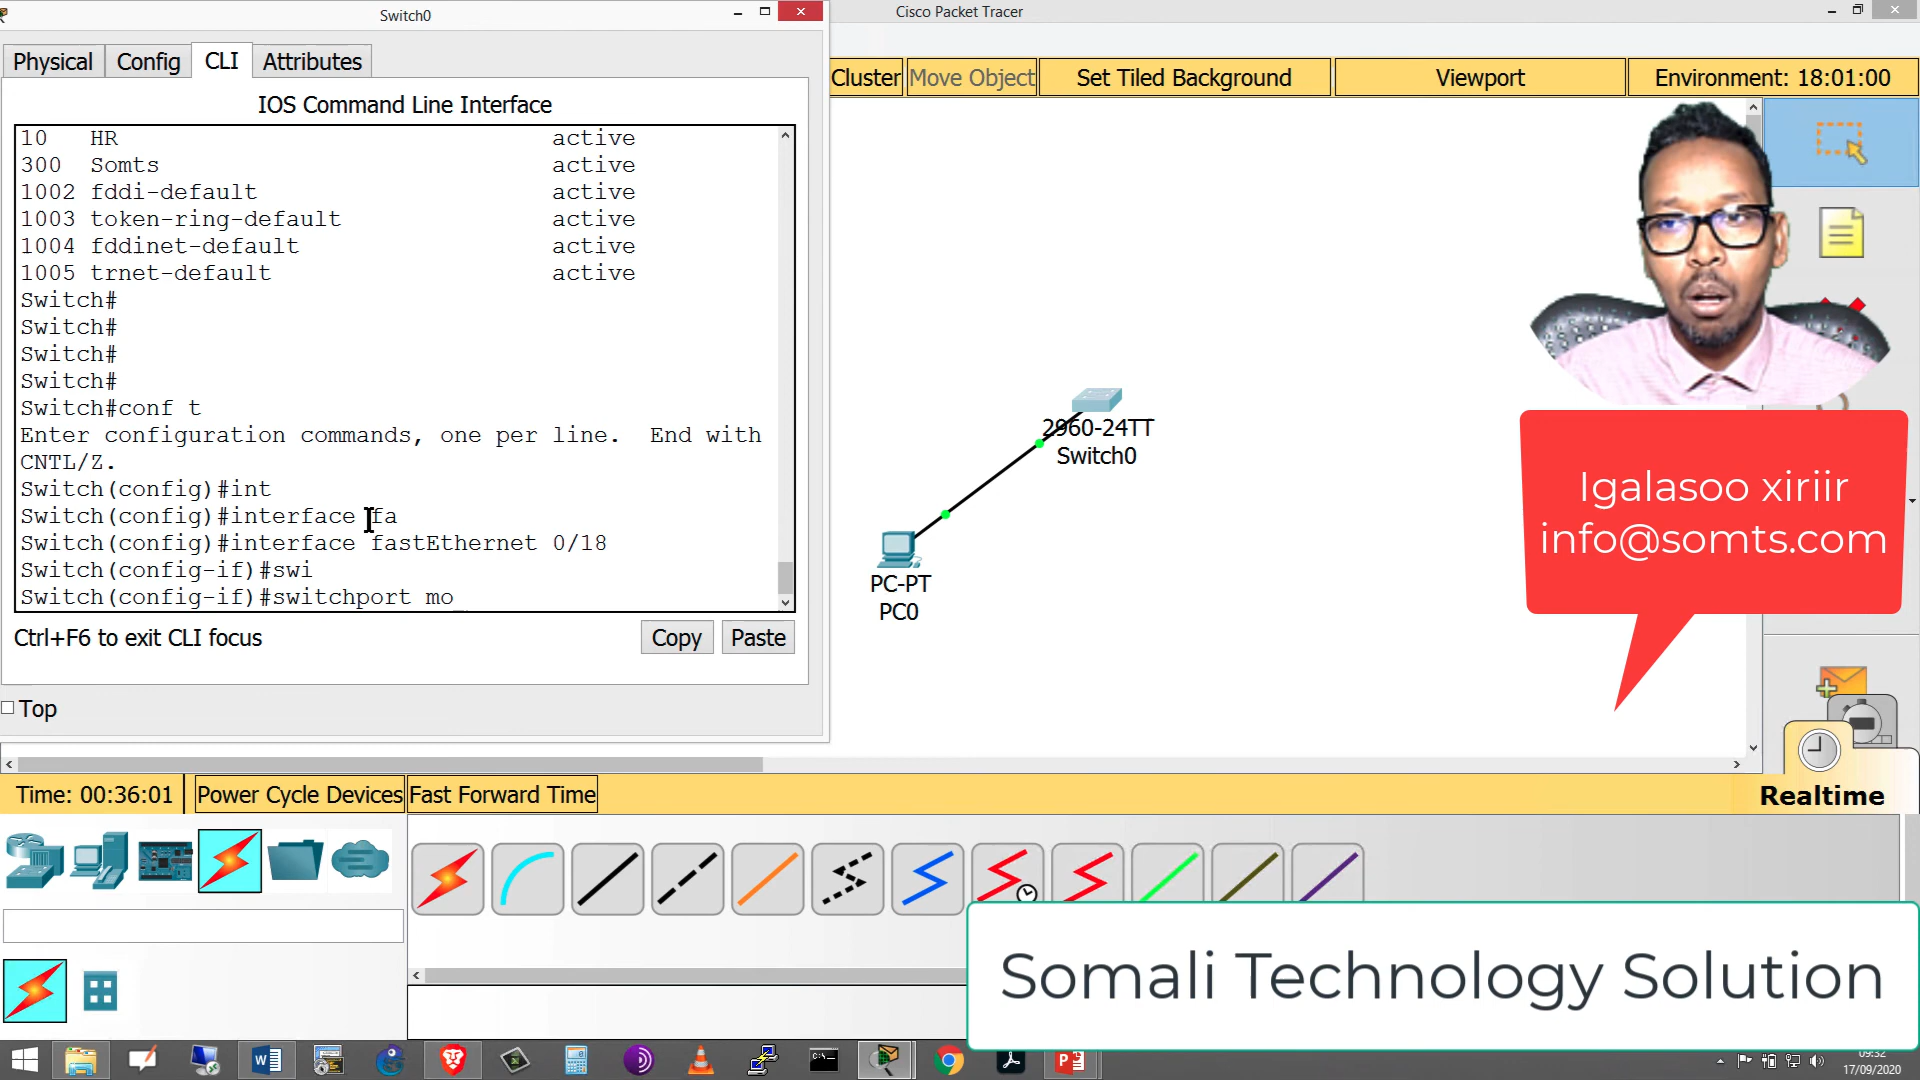 Switch0
Cisco Packet Tracer
Physical
Config
CLI
Attributes
Cluster
Move Object
Set Tiled Background
Viewport
Environment: 18:01:00
IOS Command Line Interface
10 HR active
300 Somts active
1002 fddi-default active
1003 token-ring-default active
1004 fddinet-default active
1005 trnet-default active
Switch#
Switch#
Switch#
Switch#
Switch#conf t
Enter configuration commands, one per line. End with
CNTL/Z.
Switch(config)#int
Switch(config)#interface fa
Switch(config)#interface fastEthernet 0/18
Switch(config-if)#swi
Switch(config-if)#switchport mo
Ctrl+F6 to exit CLI focus
Copy
Paste
Top
2960-24TT
Switch0
PC-PT
PC0
Igalasoo xiriir
info@somts.com
Time: 00:36:01
Power Cycle Devices
Fast Forward Time
Realtime
Somali Technology Solution
09:32
17/09/2020